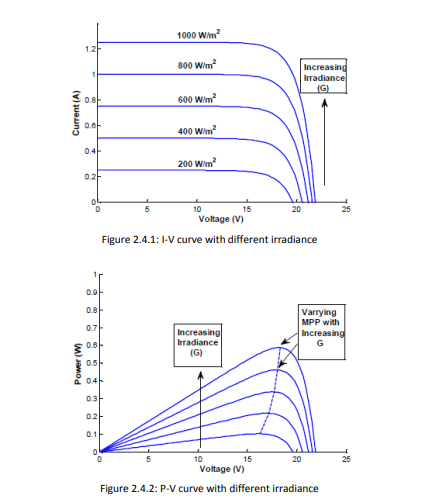 1000 W/m²
1.2
800 W/m²
Increasing
Irradiance
(G)
1
600 W/m²
0.8
0.6
400 W/m²
0.4
200 W/m²
0.2
0
0 5 10 15 20 25
Current (A)
Voltage (V)
Figure 2.4.1: I-V curve with different irradiance
1
0.9
0.8
0.7
0.6
0.5
0.4
0.3
0.2
0.1
0
Increasing
Irradiance
(G)
Varrying
MPP with
Increasing
G
0 5 10 15 20 25
Power (W)
Voltage (V)
Figure 2.4.2: P-V curve with different irradiance